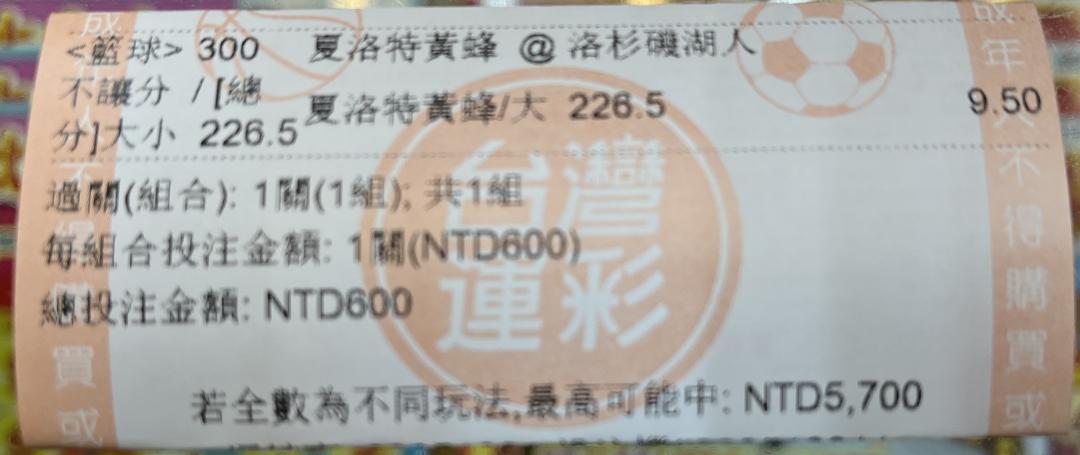 <籃球> 300 夏洛特黃蜂 @ 洛杉磯湖人
不讓分 / [總
分]大小 226.5
夏洛特黃蜂/大 226.5 9.50
過關(組合): 1關(1組); 共1組
每組合投注金額: 1關(NTD600)
總投注金額: NTD600
若全數為不同玩法,最高可能中: NTD5,700
台灣
運彩
成
不
買或
成年
不得購買或